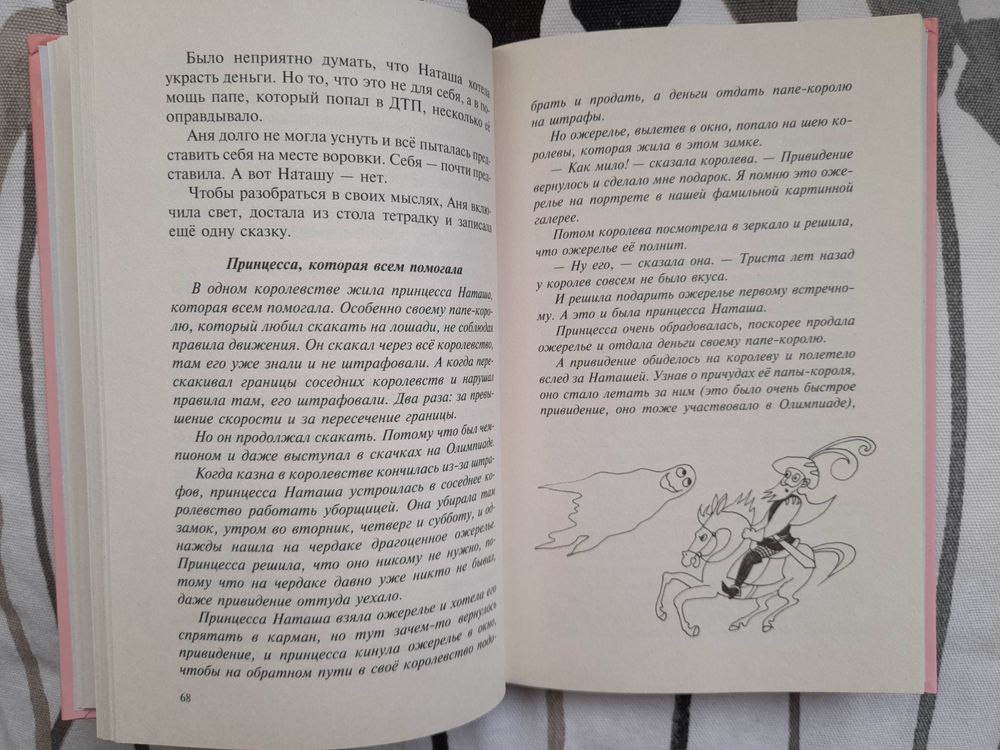 Было неприятно думать, что Наташа хотела
украсть деньги. Но то, что это не для себя, а в по-
мощь папе, который попал в ДТП, несколько её
оправдывало.
Аня долго не могла уснуть и всё пыталась пред-
ставить себя на месте воровки. Себя — почти пред-
ставила. А вот Наташу — нет.
Чтобы разобраться в своих мыслях, Аня вклю-
чила свет, достала из стола тетрадку и записала
ещё одну сказку.
Принцесса, которая всем помогала
В одном королевстве жила принцесса Наташа,
которая всем помогала. Особенно своему папе-коро-
лю, который любил скакать на лошади, не соблюдая
правила движения. Он скакал через всё королевство,
там его уже знали и не штрафовали. А когда пере-
скакивал границы соседних королевств и нарушал
правила там, его штрафовали. Два раза: за превы-
шение скорости и за пересечение границы.
Но он продолжал скакать. Потому что был чем-
пионом и даже выступал в скачках на Олимпиаде.
Когда казна в королевстве кончилась из-за штра-
фов, принцесса Наташа устроилась в соседнее ко-
ролевство работать уборщицей. Она убирала там
замок, утром во вторник, четверг и субботу, и од-
нажды нашла на чердаке драгоценное ожерелье.
Принцесса решила, что оно никому не нужно, по-
тому что на чердаке давно уже никто не бывал,
даже привидение оттуда уехало.
Принцесса Наташа взяла ожерелье и хотела его
спрятать в карман, но тут зачем-то вернулось
привидение, и принцесса кинула ожерелье в окно,
чтобы на обратном пути в своё королевство подо-
68
брать и продать, а деньги отдать папе-королю
на штрафы.
Но ожерелье, вылетев в окно, попало на шею ко-
ролевы, которая жила в этом замке.
— Как мило! — сказала королева. — Привидение
вернулось и сделало мне подарок. Я помню это оже-
релье на портрете в нашей фамильной картинной
галерее.
Потом королева посмотрела в зеркало и решила,
что ожерелье её полнит.
— Ну его, — сказала она. — Триста лет назад
у королев совсем не было вкуса.
И решила подарить ожерелье первому встречно-
му. А это и была принцесса Наташа.
Принцесса очень обрадовалась, поскорее продала
ожерелье и отдала деньги своему папе-королю.
А привидение обиделось на королеву и полетело
вслед за Наташей. Узнав о причудах её папы-короля,
оно стало летать за ним (это было очень быстрое
привидение, оно тоже участвовало в Олимпиаде),